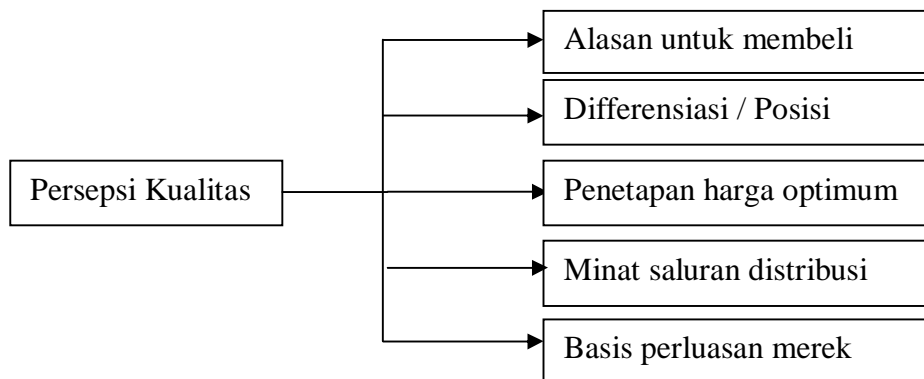 Alasan untuk membeli
Differensiasi / Posisi
Persepsi Kualitas
Penetapan harga optimum
Minat saluran distribusi
Basis perluasan merek